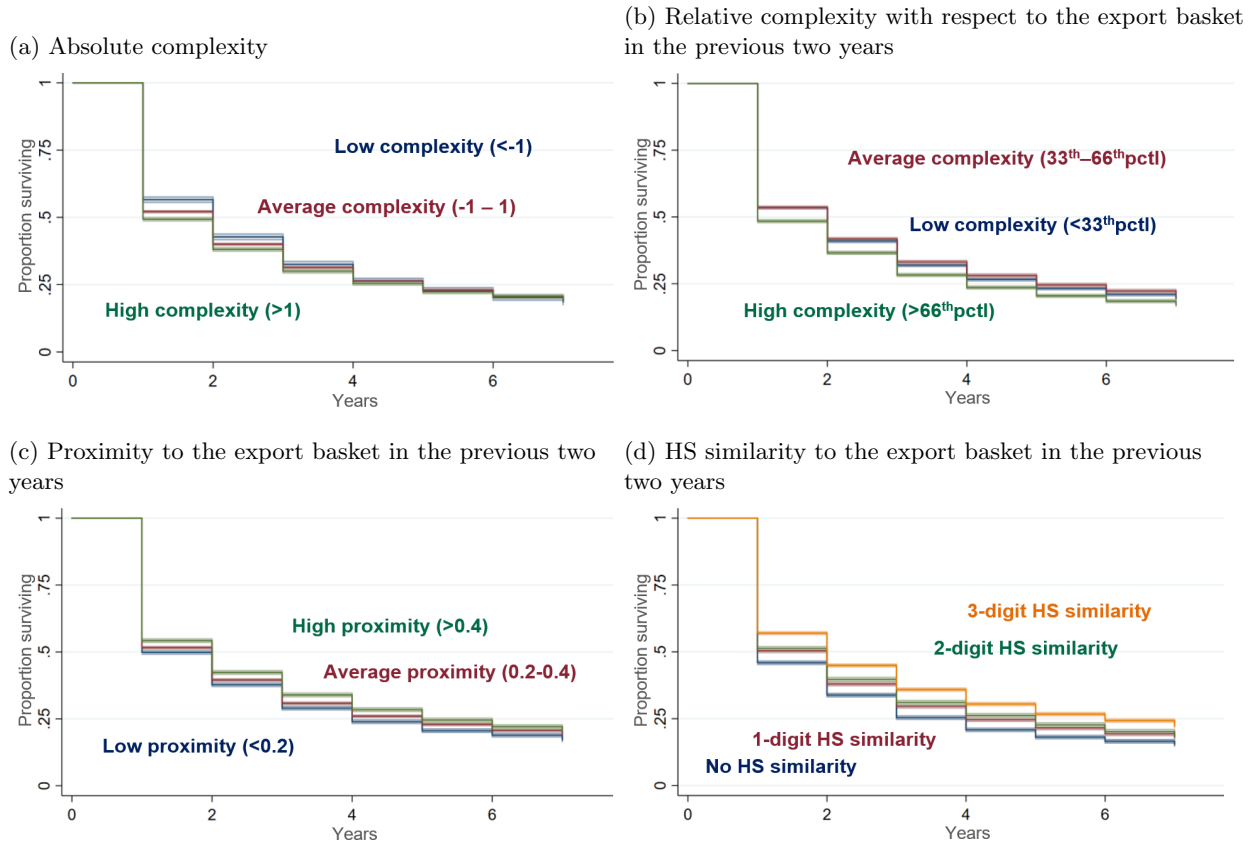 (a) Absolute complexity
Proportion surviving
1
.75
.5
.25
0
Low complexity (<-1)
Average complexity (-1 – 1)
High complexity (>1)
0 2 4 6
Years
(b) Relative complexity with respect to the export basket
in the previous two years
Proportion surviving
1
.75
.5
.25
0
Average complexity (33th–66thpctl)
Low complexity (<33thpctl)
High complexity (>66thpctl)
0 2 4 6
Years
(c) Proximity to the export basket in the previous two
years
Proportion surviving
1
.75
.5
.25
0
High proximity (>0.4)
Average proximity (0.2-0.4)
Low proximity (<0.2)
0 2 4 6
Years
(d) HS similarity to the export basket in the previous
two years
Proportion surviving
1
.75
.5
.25
0
3-digit HS similarity
2-digit HS similarity
1-digit HS similarity
No HS similarity
0 2 4 6
Years